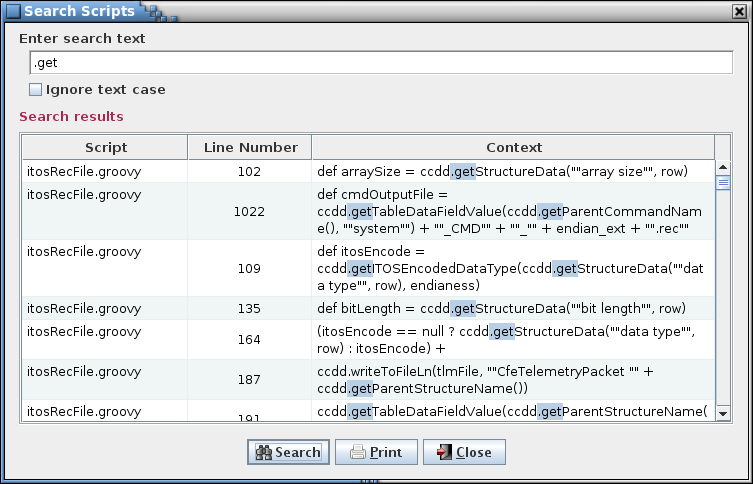 Search Scripts
Enter search text
.get
Ignore text case
Search results
Script Line Number Context
itosRecFile.groovy 102 def arraySize = ccdd.getStructureData(""array size"", row)
itosRecFile.groovy 1022 def cmdOutputFile =
ccdd.getTableDataFieldValue(ccdd.getParentCommandNam
e(), ""system"") + ""_CMD"" + ""_"" + endian_ext + "".rec""
itosRecFile.groovy 109 def itosEncode =
ccdd.getITOSEncodedDataType(ccdd.getStructureData(""dat
a type"", row), endianess)
itosRecFile.groovy 135 def bitLength = ccdd.getStructureData(""bit length"", row)
itosRecFile.groovy 164 (itosEncode == null ? ccdd.getStructureData(""data type"",
row) : itosEncode) +
itosRecFile.groovy 187 ccdd.writeToFileLn(tlmFile, ""CfeTelemetryPacket "" +
ccdd.getParentStructureName())
itosRecFile.groovy 191 ccdd.getTableDataFieldValue(ccdd.getParentStructureName(
Search Print Close